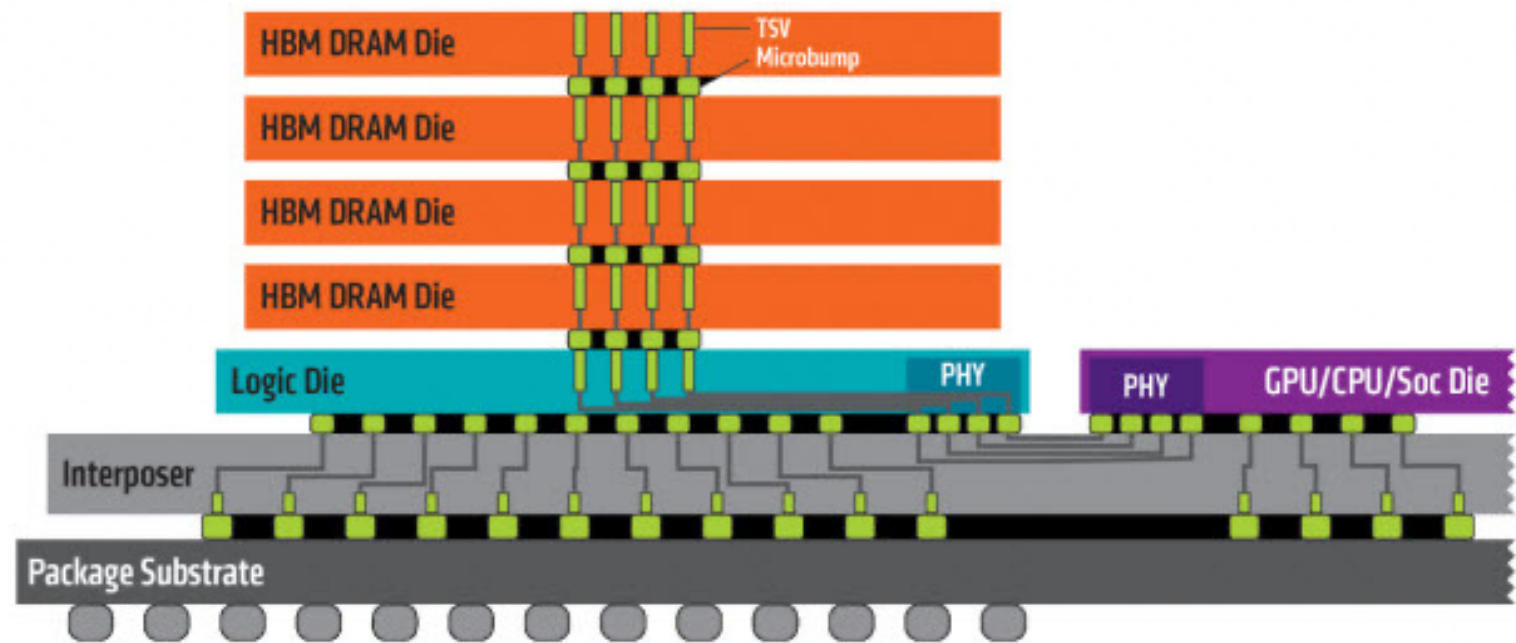 HBM DRAM Die
TSV
Microbump
HBM DRAM Die
HBM DRAM Die
HBM DRAM Die
Logic Die
PHY
PHY
GPU/CPU/Soc Die
Interposer
Package Substrate